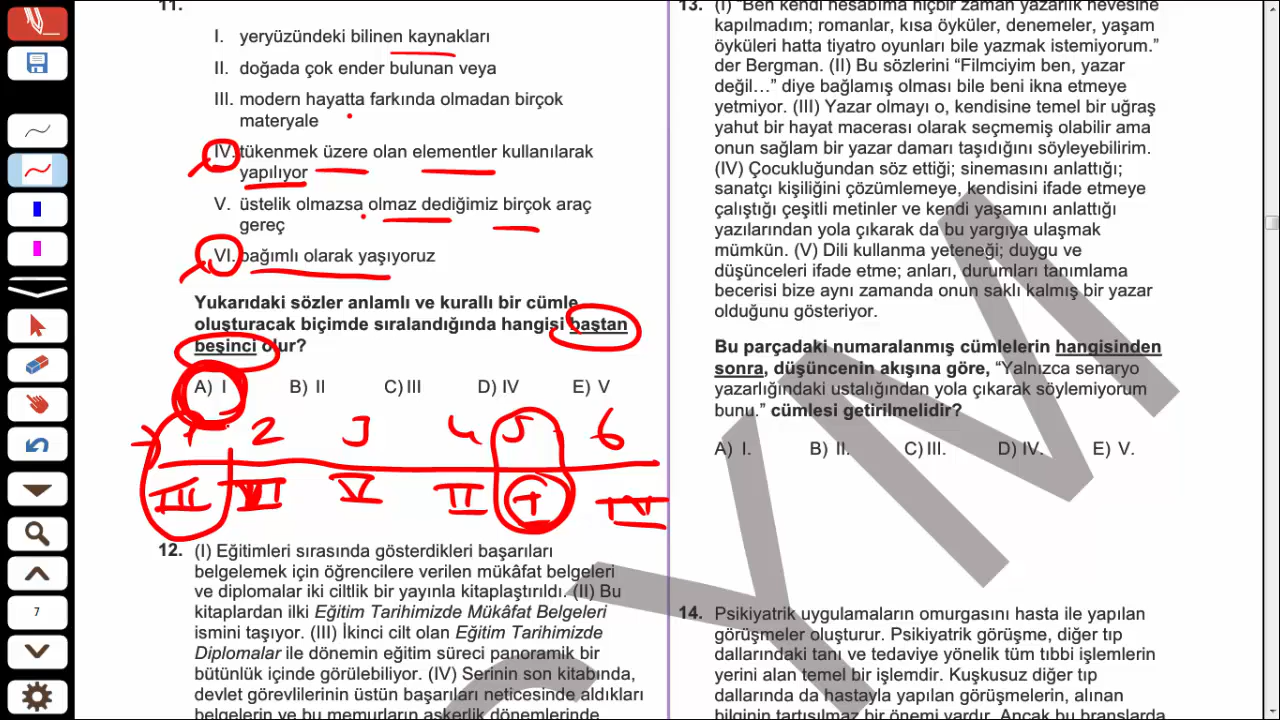 11.
I. yeryüzündeki bilinen kaynakları
II. doğada çok ender bulunan veya
III. modern hayatta farkında olmadan birçok
materyale
IV. tükenmek üzere olan elementler kullanılarak
yapılıyor
V. üstelik olmazsa olmaz dediğimiz birçok araç
gereç
VI. bağımlı olarak yaşıyoruz
Yukarıdaki sözler anlamlı ve kurallı bir cümle
oluşturacak biçimde sıralandığında hangisi baştan
beşinci olur?
A) I B) II C) III D) IV E) V
1 2 3 4 5 6
III VI V II I IV
12. (I) Eğitimleri sırasında gösterdikleri başarıları
belgelemek için öğrencilere verilen mükâfat belgeleri
ve diplomalar iki ciltlik bir yayınla kitaplaştırıldı. (II) Bu
kitaplardan ilki Eğitim Tarihimizde Mükâfat Belgeleri
ismini taşıyor. (III) İkinci cilt olan Eğitim Tarihimizde
Diplomalar ile dönemin eğitim süreci panoramik bir
bütünlük içinde görülebiliyor. (IV) Serinin son kitabında,
devlet görevlilerinin üstün başarıları neticesinde aldıkları
belgelerin ve bu memurların askerlik dönemlerinde
13. (I) "Ben kendi hesabıma hiçbir zaman yazarlık hevesine
kapılmadım; romanlar, kısa öyküler, denemeler, yaşam
öyküleri hatta tiyatro oyunları bile yazmak istemiyorum."
der Bergman. (II) Bu sözlerini "Filmciyim ben, yazar
değil…" diye bağlamış olması bile beni ikna etmeye
yetmiyor. (III) Yazar olmayı o, kendisine temel bir uğraş
yahut bir hayat macerası olarak seçmemiş olabilir ama
onun sağlam bir yazar damarı taşıdığını söyleyebilirim.
(IV) Çocukluğundan söz ettiği; sinemasını anlattığı;
sanatçı kişiliğini çözümlemeye, kendisini ifade etmeye
çalıştığı çeşitli metinler ve kendi yaşamını anlattığı
yazılarından yola çıkarak da bu yargıya ulaşmak
mümkün. (V) Dili kullanma yeteneği; duygu ve
düşünceleri ifade etme; anları, durumları tanımlama
becerisi bize aynı zamanda onun saklı kalmış bir yazar
olduğunu gösteriyor.
Bu parçadaki numaralanmış cümlelerin hangisinden
sonra, düşüncenin akışına göre, "Yalnızca senaryo
yazarlığındaki ustalığından yola çıkarak söylemiyorum
bunu." cümlesi getirilmelidir?
A) I. B) II. C) III. D) IV. E) V.
14. Psikiyatrik uygulamaların omurgasını hasta ile yapılan
görüşmeler oluşturur. Psikiyatrik görüşme, diğer tıp
dallarındaki tanı ve tedaviye yönelik tüm tıbbi işlemlerin
yerini alan temel bir işlemdir. Kuşkusuz diğer tıp
dallarında da hastayla yapılan görüşmelerin, alınan
bilginin tartışılmaz bir önemi vardır. Ancak bu branşlarda
7